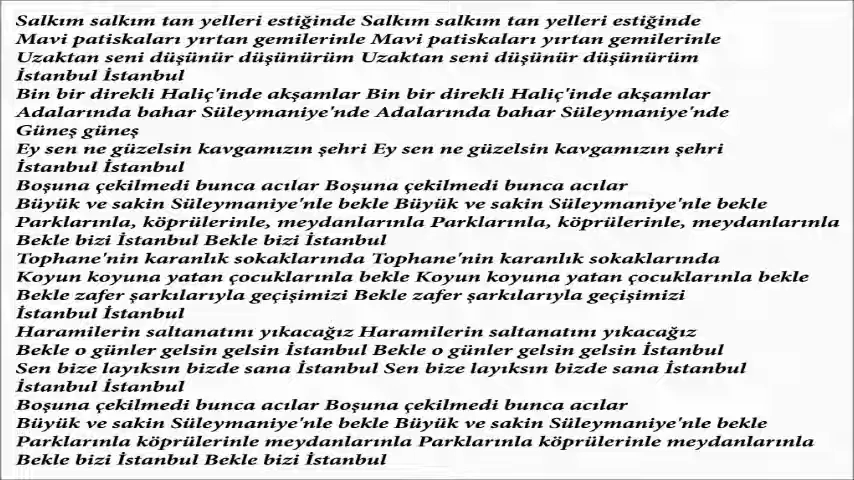 Salkım salkım tan yelleri estiğinde Salkım salkım tan yelleri estiğinde
Mavi patiskaları yırtan gemilerinle Mavi patiskaları yırtan gemilerinle
Uzaktan seni düşünür düşünürüm Uzaktan seni düşünür düşünürüm
İstanbul İstanbul
Bin bir direkli Haliç'inde akşamlar Bin bir direkli Haliç'inde akşamlar
Adalarında bahar Süleymaniye'nde Adalarında bahar Süleymaniye'nde
Güneş güneş
Ey sen ne güzelsin kavgamızın şehri Ey sen ne güzelsin kavgamızın şehri
İstanbul İstanbul
Boşuna çekilmedi bunca acılar Boşuna çekilmedi bunca acılar
Büyük ve sakin Süleymaniye'nle bekle Büyük ve sakin Süleymaniye'nle bekle
Parklarınla, köprülerinle, meydanlarınla Parklarınla, köprülerinle, meydanlarınla
Bekle bizi İstanbul Bekle bizi İstanbul
Tophane'nin karanlık sokaklarında Tophane'nin karanlık sokaklarında
Koyun koyuna yatan çocuklarınla bekle Koyun koyuna yatan çocuklarınla bekle
Bekle zafer şarkılarıyla geçişimizi Bekle zafer şarkılarıyla geçişimizi
İstanbul İstanbul
Haramilerin saltanatını yıkacağız Haramilerin saltanatını yıkacağız
Bekle o günler gelsin gelsin İstanbul Bekle o günler gelsin gelsin İstanbul
Sen bize layıksın bizde sana İstanbul Sen bize layıksın bizde sana İstanbul
İstanbul İstanbul
Boşuna çekilmedi bunca acılar Boşuna çekilmedi bunca acılar
Büyük ve sakin Süleymaniye'nle bekle Büyük ve sakin Süleymaniye'nle bekle
Parklarınla köprülerinle meydanlarınla Parklarınla köprülerinle meydanlarınla
Bekle bizi İstanbul Bekle bizi İstanbul